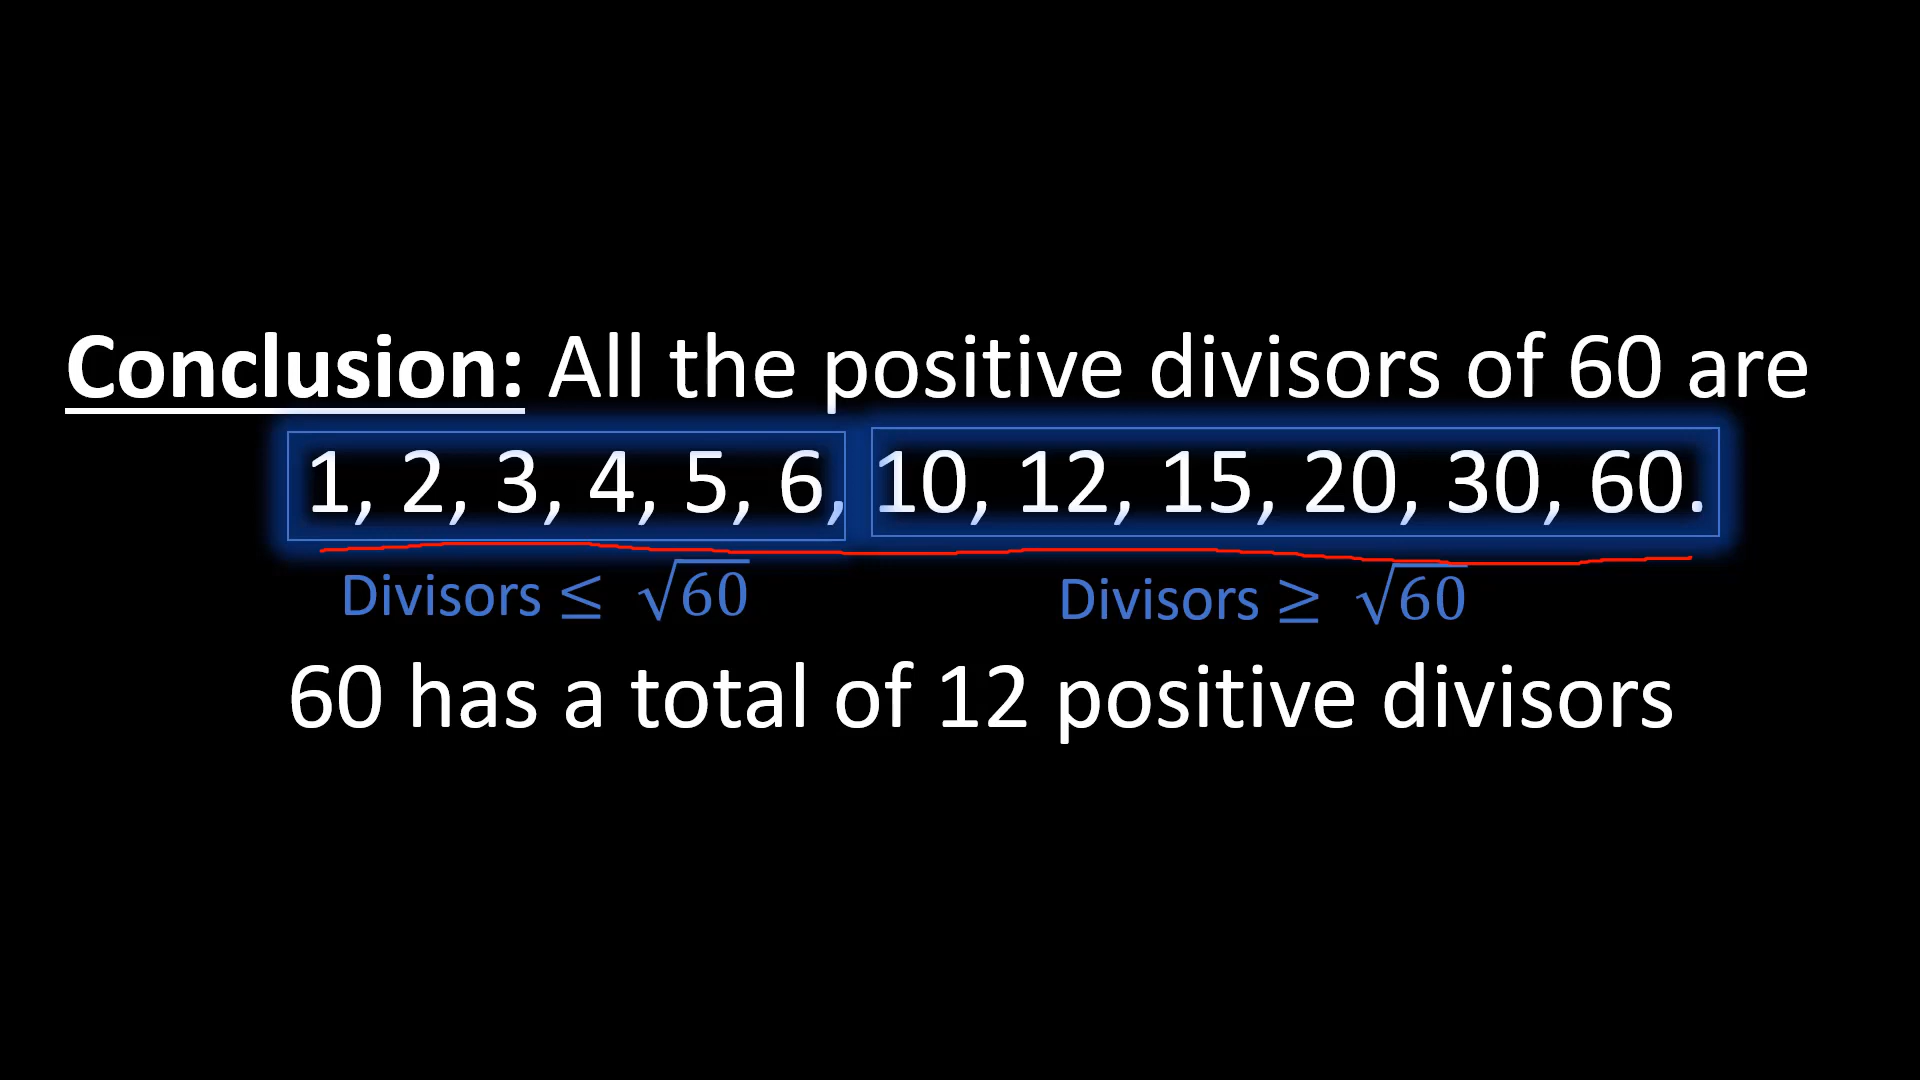 Conclusion: All the positive divisors of 60 are
1, 2, 3, 4, 5, 6, 10, 12, 15, 20, 30, 60.
Divisors ≤ √60 Divisors ≥ √60
60 has a total of 12 positive divisors